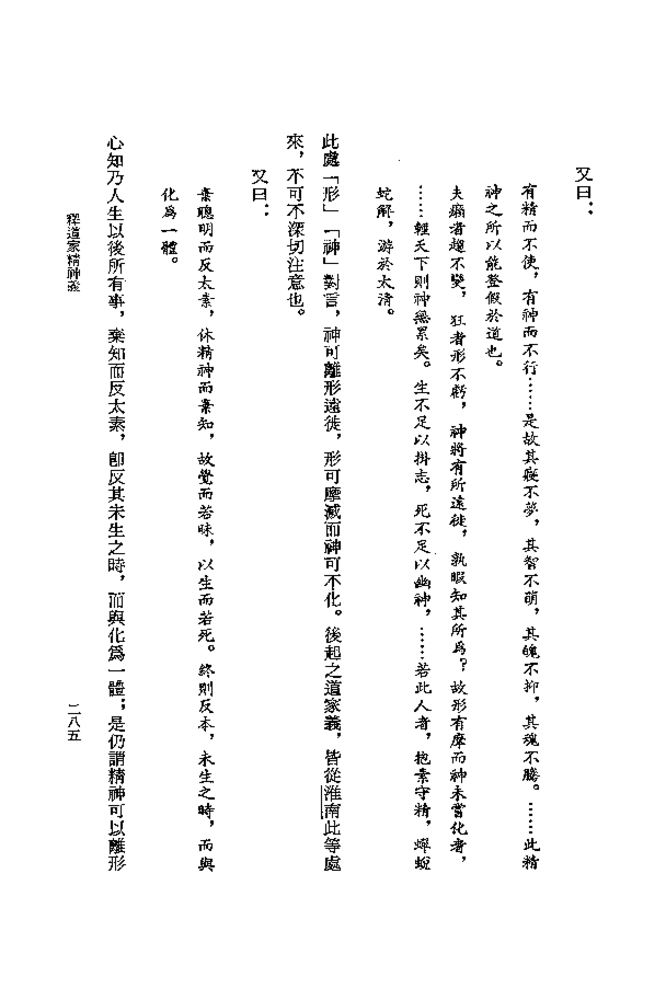 又曰：
有精而不使，有神而不行……是故其寢不夢，其智不萌，其魄不抑，其魂不騰。……此精
神之所以能登假於道也。
夫癩者趨不變，狂者形不虧，神將有所遠徙，孰暇知其所爲？故形有摩而神未嘗化者，
……輕天下則神無累矣。生不足以掛志，死不足以幽神，……若此人者，抱素守精，蟬蛻
蛇解，游於太清。
此處「形」「神」對言，神可離形遠徙，形可摩滅而神可不化。後起之道家義，皆從淮南此等處
來，不可不深切注意也。
又曰：
棄聰明而反太素，休精神而棄知，故覺而若昧，以生而若死。終則反本，未生之時，而與
化爲一體。
心知乃人生以後所有事，棄知而反太素，卽反其未生之時，而與化爲一體；是仍謂精神可以離形
釋道家精神義
二八五